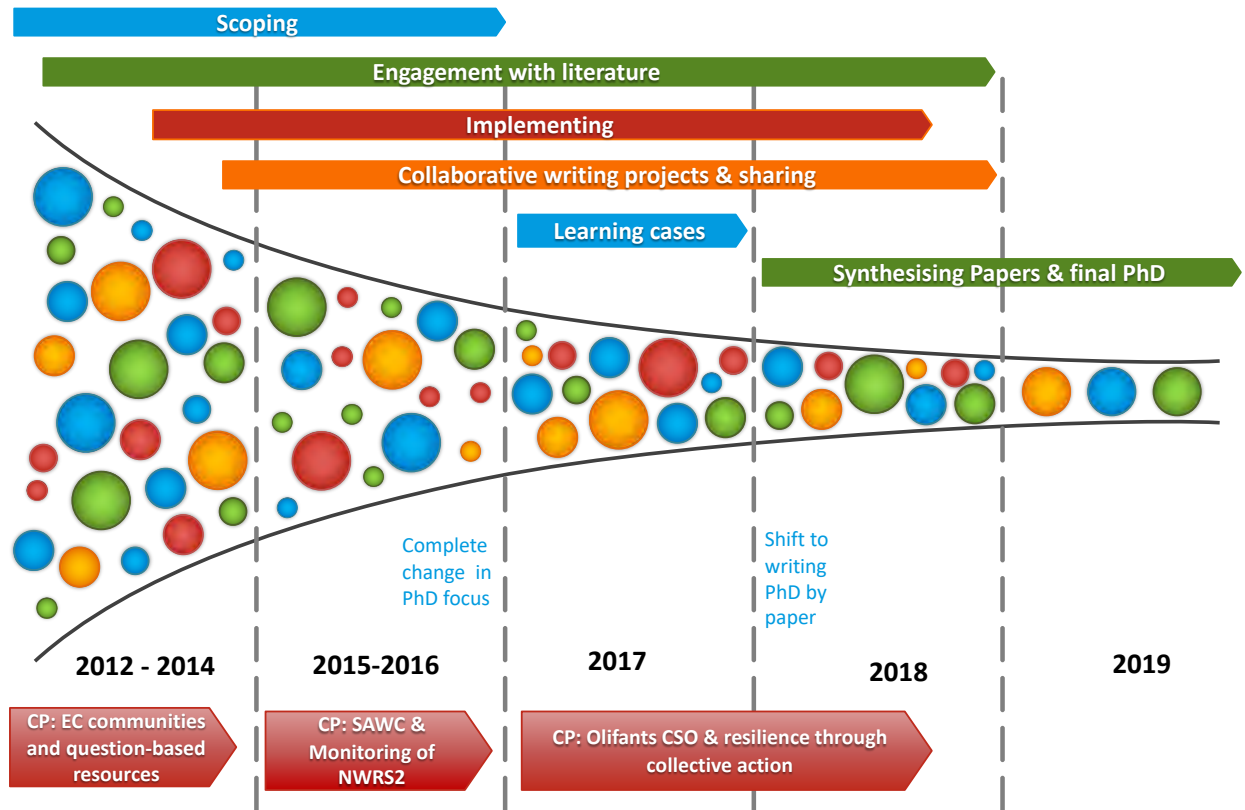 Scoping
Engagement with literature
Implementing
Collaborative writing projects & sharing
Learning cases
Synthesising Papers & final PhD
Complete
change in
PhD focus
Shift to
writing
PhD by
paper
2012 - 2014
2015-2016
2017
2018
2019
CP: EC communities
and question-based
resources
CP: SAWC &
Monitoring of
NWRS2
CP: Olifants CSO & resilience through
collective action